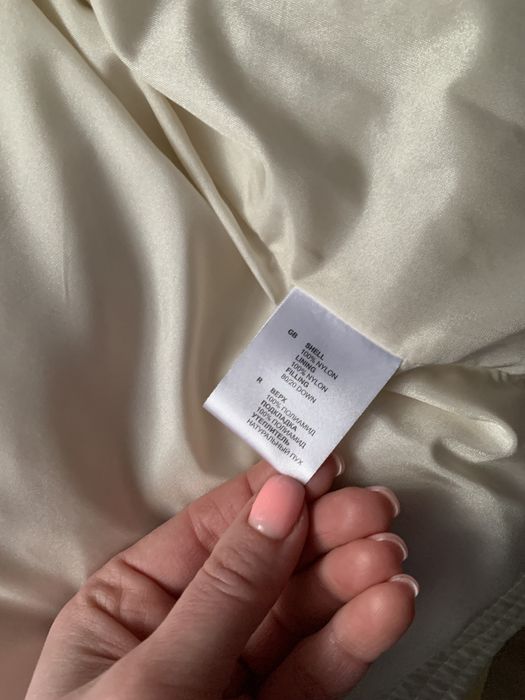 GB SHELL
100% NYLON
LINING
100% NYLON
FILLING
80/20 DOWN
R ВЕРХ
100% ПОЛИАМИД
ПОДКЛАДКА
100% ПОЛИАМИД
УТЕПЛИТЕЛЬ
НАТУРАЛЬНЫЙ ПУХ